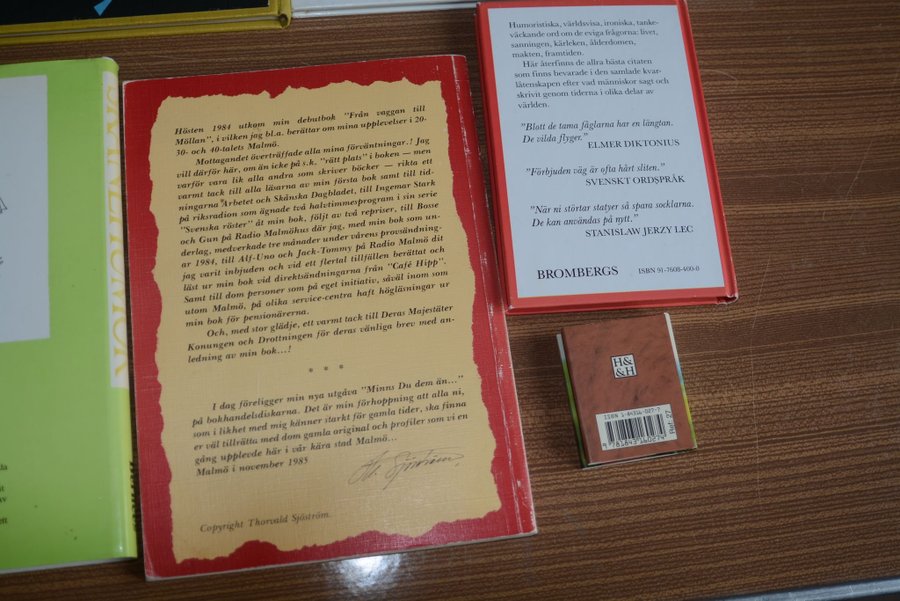 Hösten 1984 utkom min debutbok "Från vaggan till
Möllan", i vilken jag bl.a. berättar om mina upplevelser i 20-
30- och 40-talets Malmö.
Mottagandet överträffade alla mina förväntningar.! Jag
vill därför här, om än icke på s.k. "rätt plats" i boken — men
varför vara lik alla andra som skriver böcker — rikta ett
varmt tack till alla läsarna av min första bok samt till tid-
ningarna Arbetet och Skånska Dagbladet, till Ingemar Stark
på riksradion som ägnade två halvtimmesprogram i sin serie
"Svenska röster" åt min bok, följt av två repriser, till Bosse
och Gun på Radio Malmöhus där jag, med min bok som un-
derlag, medverkade tre månader under vårens provsändning-
ar 1984, till Alf-Uno och Jack-Tommy på Radio Malmö dit
jag varit inbjuden och vid ett flertal tillfällen berättat och
läst ur min bok vid direktsändningarna från "Café Hipp".
Samt till dom personer som på eget initiativ, såväl inom som
utom Malmö, på olika service-centra haft högläsningar ur
min bok för pensionärerna.
Och, med stor glädje, ett varmt tack till Deras Majestäter
Konungen och Drottningen för deras vänliga brev med an-
ledning av min bok...!
* * *
I dag föreligger min nya utgåva "Minns Du dem än..."
på bokhandelsdiskarna. Det är min förhoppning att alla ni,
som i likhet med mig känner starkt för gamla tider, ska finna
er väl tillrätta med dom gamla original och profiler som vi en
gång upplevde här i vår kära stad Malmö...
Malmö i november 1985
Copyright Thorvald Sjöström.
Humoristiska, världsvisa, ironiska, tanke-
väckande ord om de eviga frågorna: livet,
sanningen, kärleken, ålderdomen,
makten, framtiden.
Här återfinns de allra bästa citaten
som finns bevarade i den samlade kvar-
låtenskapen efter vad människor sagt och
skrivit genom tiderna i olika delar av
världen.
"Blott de tama fåglarna har en längtan.
De vilda flyger."
ELMER DIKTONIUS
"Förbjuden väg är ofta hårt sliten."
SVENSKT ORDSPRÅK
"När ni störtar statyer så spara socklarna.
De kan användas på nytt."
STANISLAW JERZY LEC
BROMBERGS
ISBN 91-7608-400-0
H&
&H
ISBN 1-84316-027-7
9 781843 160274
Ref: 27